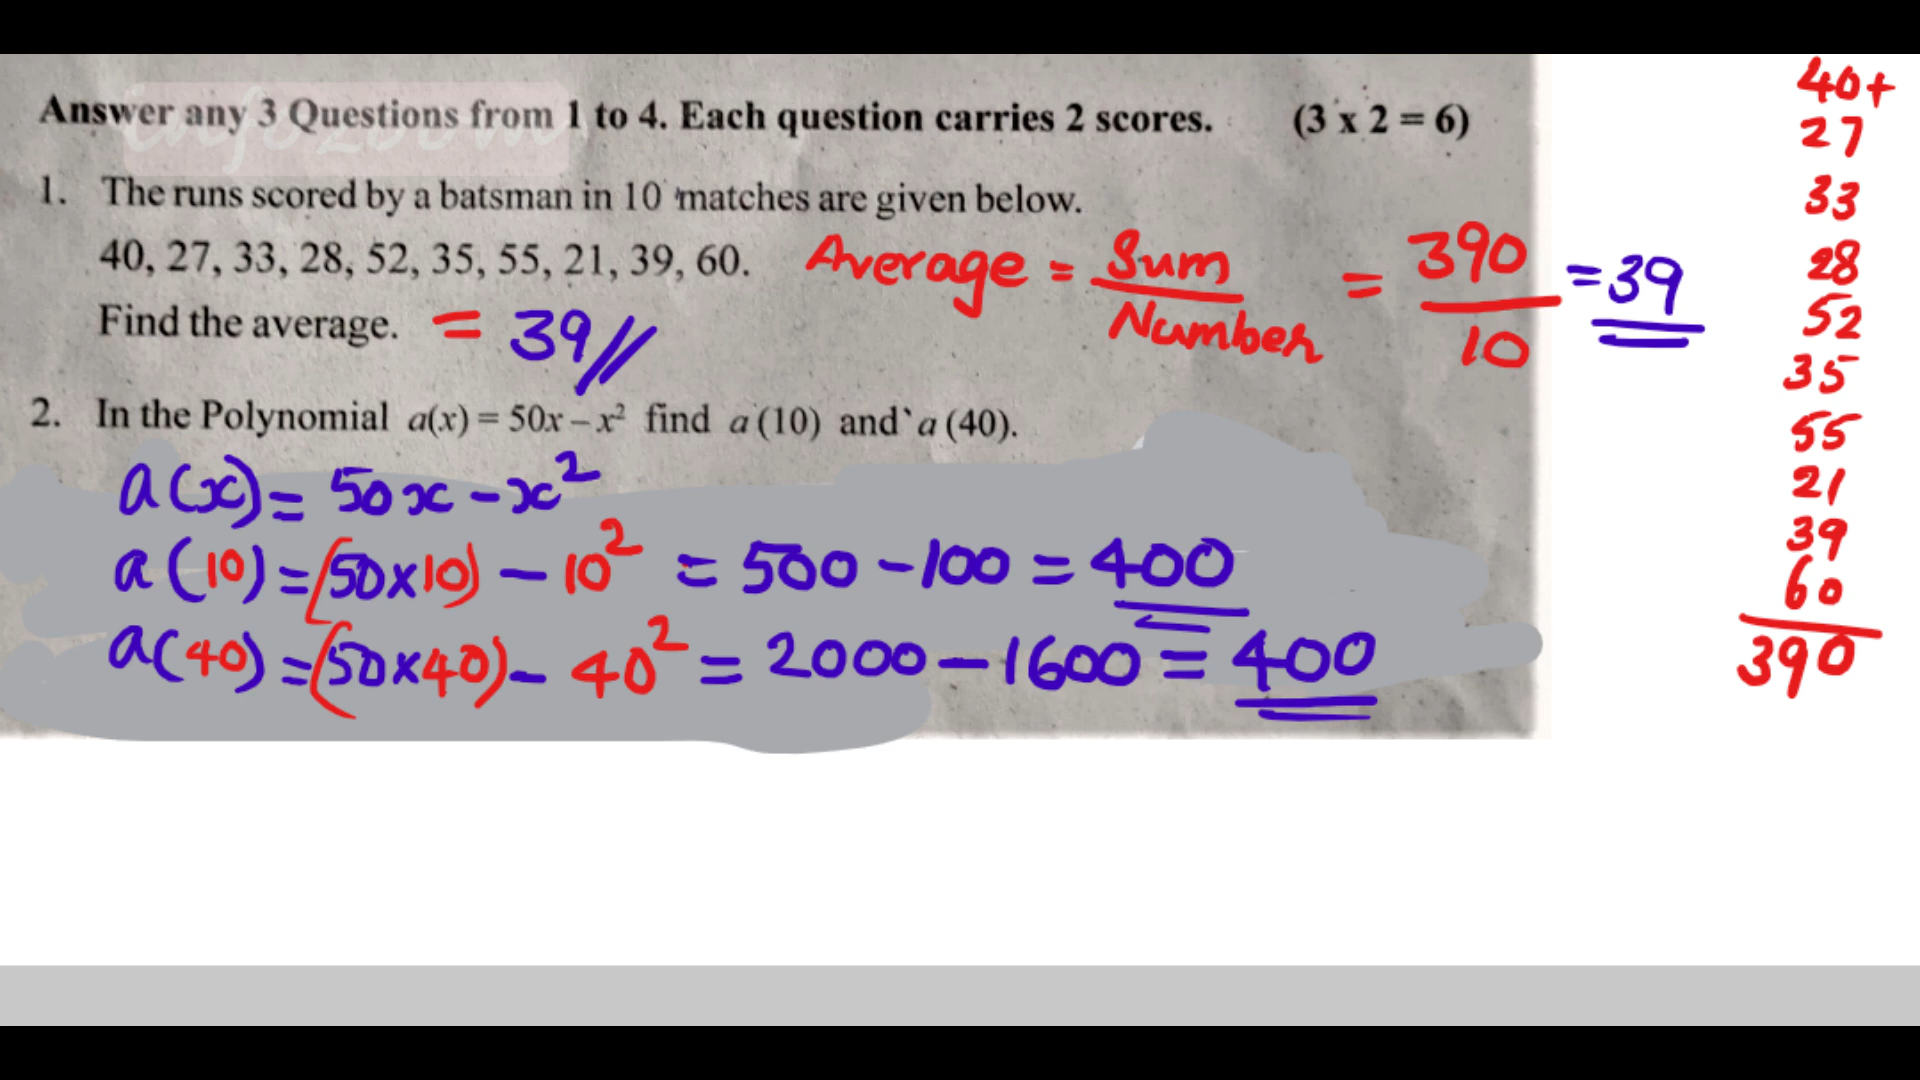 Answer any 3 Questions from 1 to 4. Each question carries 2 scores. (3 x 2 = 6)
1. The runs scored by a batsman in 10 matches are given below.
40, 27, 33, 28, 52, 35, 55, 21, 39, 60.
Average = Sum / Number = 390 / 10 = 39
Find the average. = 39//
2. In the Polynomial a(x) = 50x – x² find a (10) and a (40).
a(x) = 50x - x²
a(10) = (50×10) - 10² = 500 - 100 = 400
a(40) = (50×40) - 40² = 2000 - 1600 = 400
40+
27
33
28
52
35
55
21
39
60
390